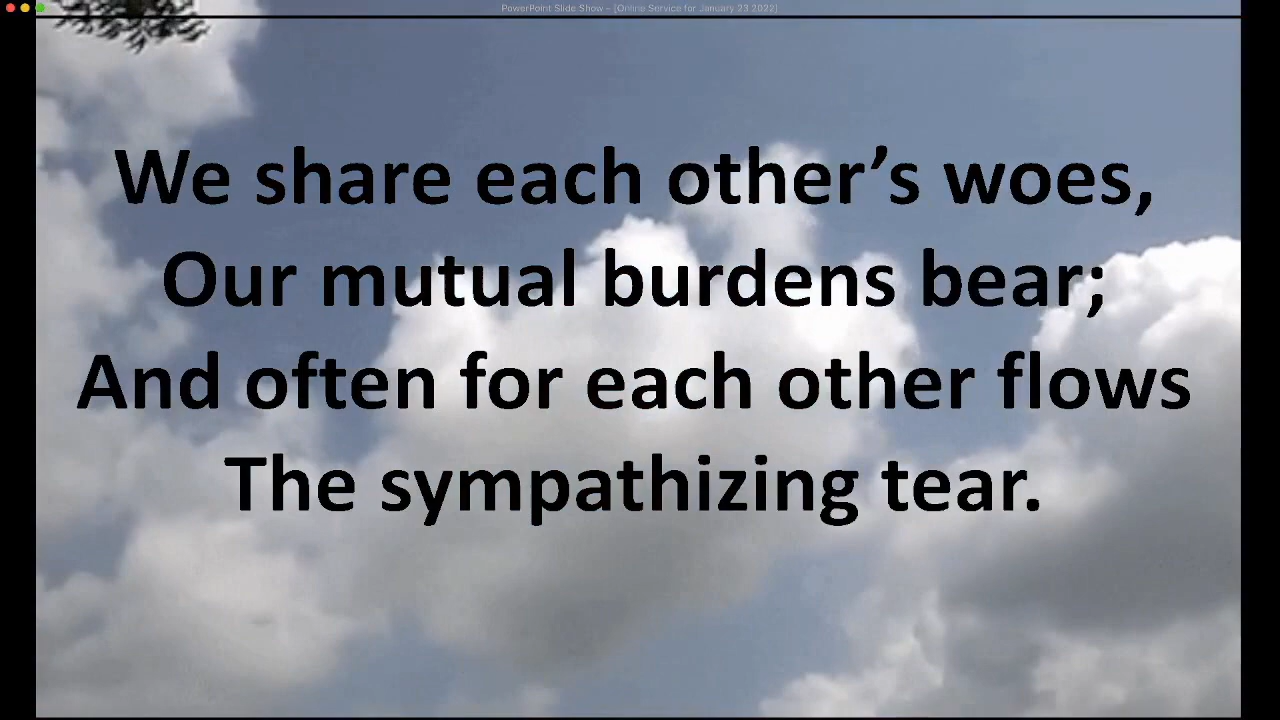 PowerPoint Slide Show – [Online Service for January 23 2022]
We share each other’s woes,
Our mutual burdens bear;
And often for each other flows
The sympathizing tear.